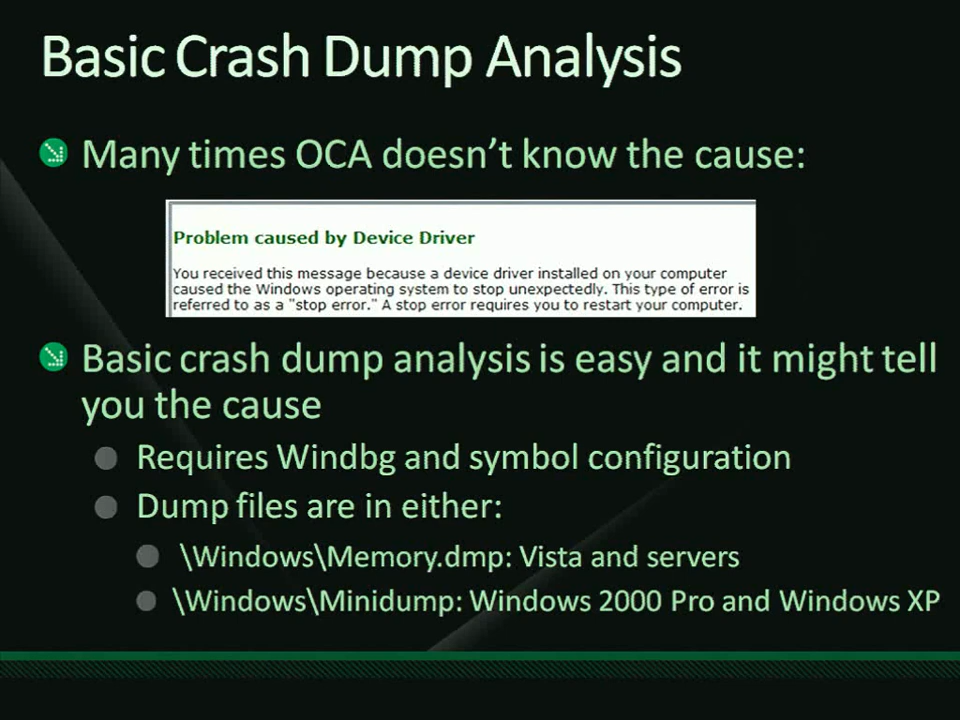 Basic Crash Dump Analysis
Many times OCA doesn't know the cause:
Problem caused by Device Driver
You received this message because a device driver installed on your computer
caused the Windows operating system to stop unexpectedly. This type of error is
referred to as a "stop error." A stop error requires you to restart your computer.
Basic crash dump analysis is easy and it might tell
you the cause
Requires Windbg and symbol configuration
Dump files are in either:
\Windows\Memory.dmp: Vista and servers
\Windows\Minidump: Windows 2000 Pro and Windows XP